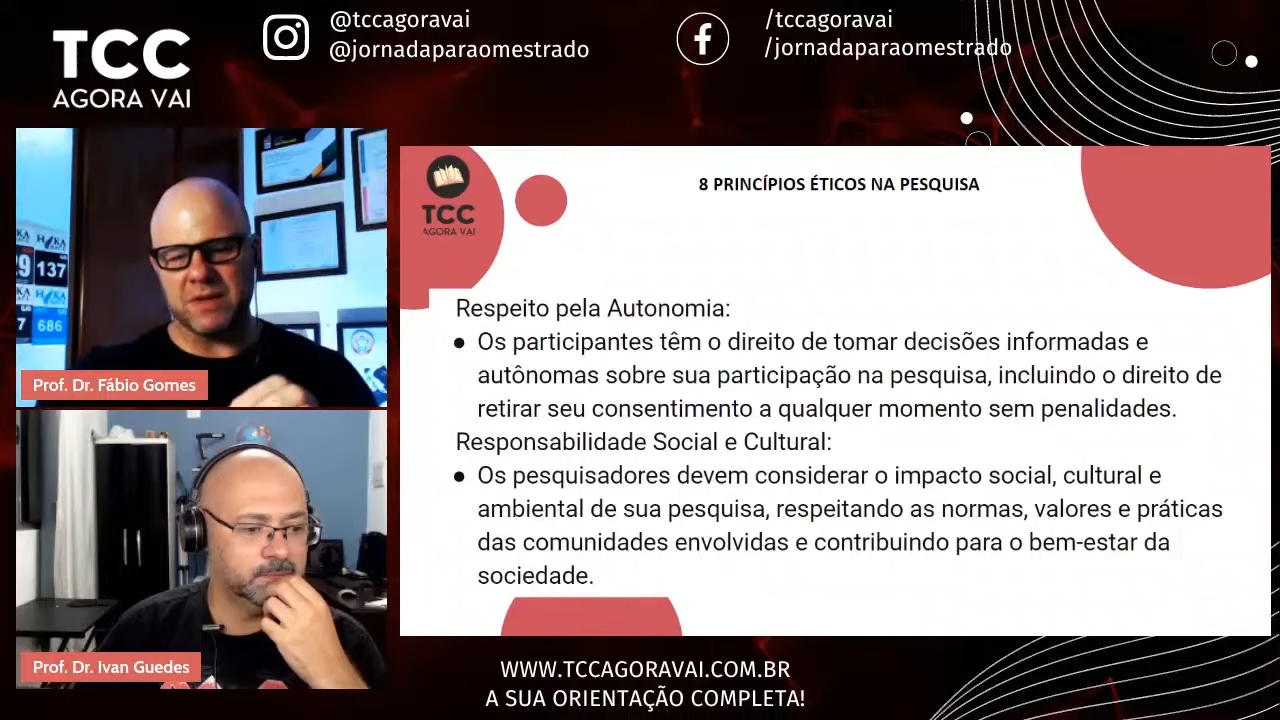 TCC
AGORA VAI
@tccagoravai
@jornadaparaomestrado
/tccagoravai
/jornadaparaomestrado
9
137
7
686
Prof. Dr. Fábio Gomes
Prof. Dr. Ivan Guedes
TCC
AGORA VAI
8 PRINCÍPIOS ÉTICOS NA PESQUISA
Respeito pela Autonomia:
● Os participantes têm o direito de tomar decisões informadas e
autônomas sobre sua participação na pesquisa, incluindo o direito de
retirar seu consentimento a qualquer momento sem penalidades.
Responsabilidade Social e Cultural:
● Os pesquisadores devem considerar o impacto social, cultural e
ambiental de sua pesquisa, respeitando as normas, valores e práticas
das comunidades envolvidas e contribuindo para o bem-estar da
sociedade.
WWW.TCCAGORAVAI.COM.BR
A SUA ORIENTAÇÃO COMPLETA!